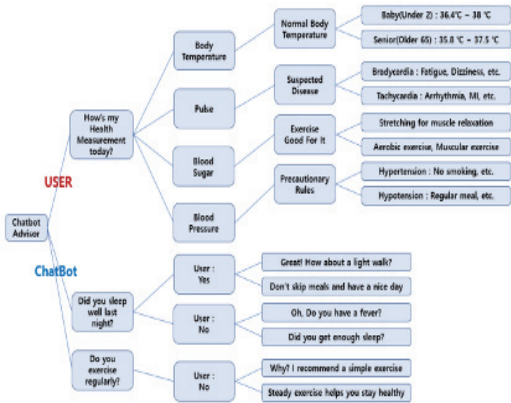 Chatbot
Advisor
USER
ChatBot
How's my
Health
Measurement
today?
Body
Temperature
Normal Body
Temperature
Baby(Under 2) : 36.4℃ ~ 38 ℃
Senior(Older 65) : 35.8 ℃ ~ 37.5 ℃
Pulse
Suspected
Disease
Bradycardia : Fatigue, Dizziness, etc.
Tachycardia : Arrhythmia, MI, etc.
Blood
Sugar
Exercise
Good For It
Stretching for muscle relaxation
Aerobic exercise, Muscular exercise
Blood
Pressure
Precautionary
Rules
Hypertension : No smoking, etc.
Hypotension : Regular meal, etc.
Did you sleep
well last
night?
User :
Yes
Great! How about a light walk?
Don't skip meals and have a nice day
User :
No
Oh, Do you have a fever?
Did you get enough sleep?
Do you
exercise
regularly?
User :
No
Why? I recommend a simple exercise
Steady exercise helps you stay healthy